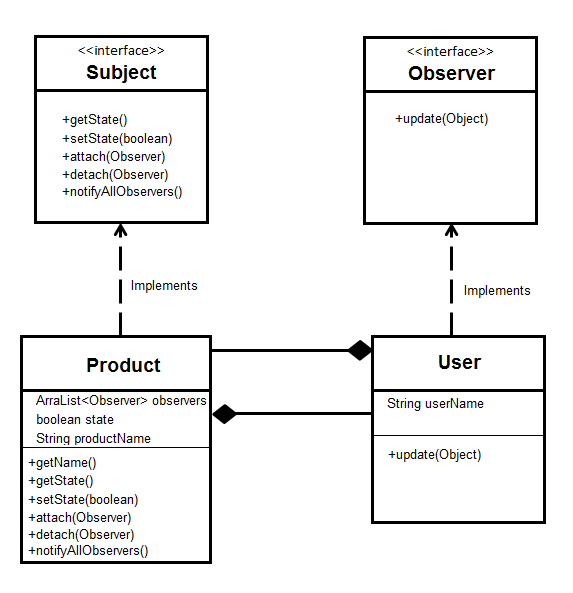 <<interface>>
Subject
+getState()
+setState(boolean)
+attach(Observer)
+detach(Observer)
+notifyAllObservers()
<<interface>>
Observer
+update(Object)
Implements
Implements
Product
ArraList<Observer> observers
boolean state
String productName
+getName()
+getState()
+setState(boolean)
+attach(Observer)
+detach(Observer)
+notifyAllObservers()
User
String userName
+update(Object)